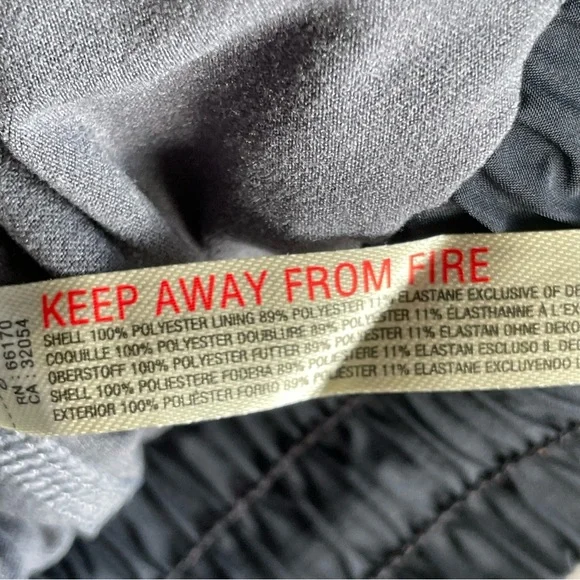 KEEP AWAY FROM FIRE
SHELL 100% POLYESTER LINING 89% POLYESTER 11% ELASTANE EXCLUSIVE OF DE
COQUILLE 100% POLYESTER DOUBLURE 89% POLYESTER 11% ÉLASTHANNE À L'EX
OBERSTOFF 100% POLYESTER FUTTER 89% POLYESTER 11% ELASTAN OHNE DEKO
SHELL 100% POLIESTERE FODERA 89% POLIESTERE 11% ELASTAN ESCLUSO IL DE
EXTERIOR 100% POLIÉSTER FORRO 89% POLIÉSTER 11% ELASTANE EXCLUYENDO
RN: 66170
CA 32054